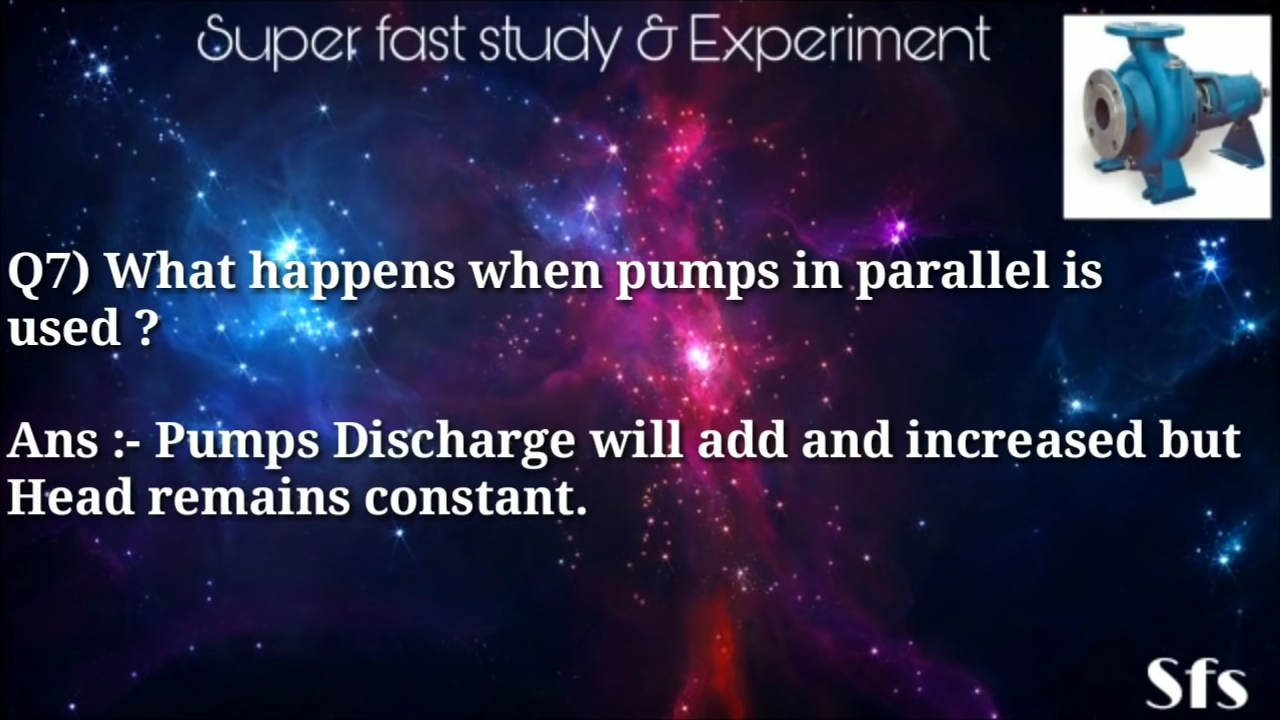 Super fast study & Experiment
Q7) What happens when pumps in parallel is
used ?
Ans :- Pumps Discharge will add and increased but
Head remains constant.
Sfs